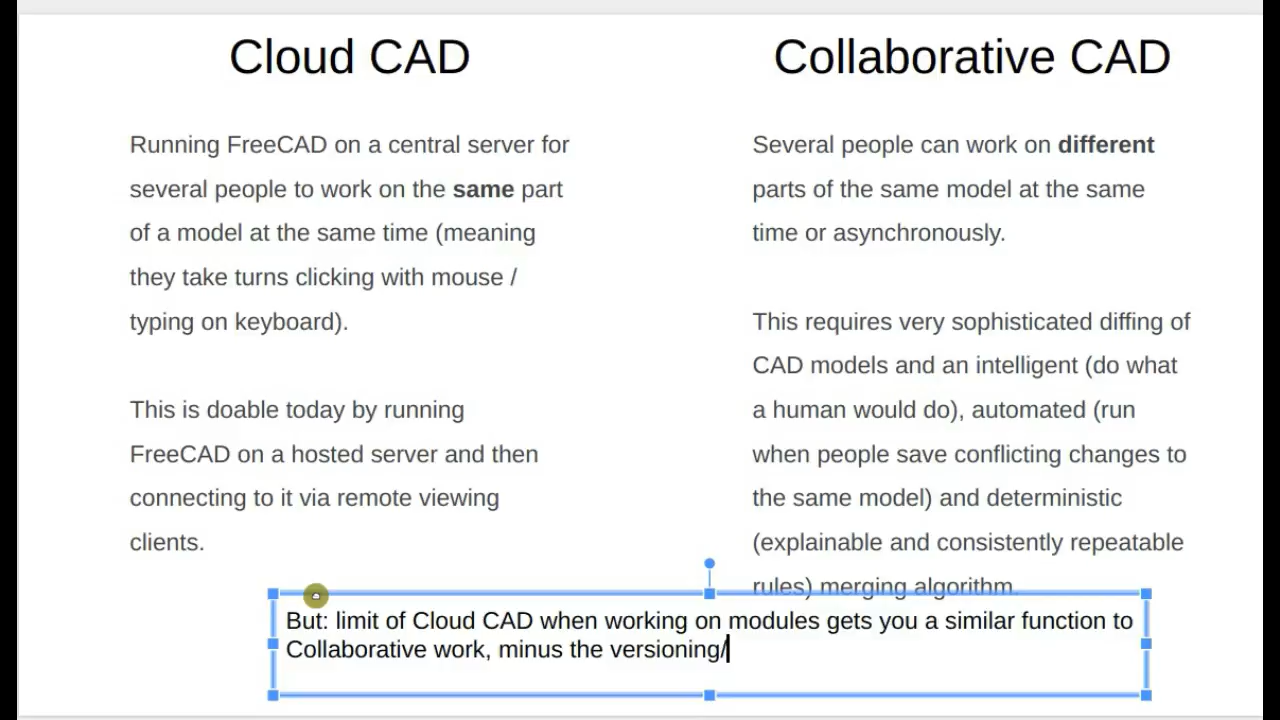 Cloud CAD
Running FreeCAD on a central server for
several people to work on the same part
of a model at the same time (meaning
they take turns clicking with mouse /
typing on keyboard).
This is doable today by running
FreeCAD on a hosted server and then
connecting to it via remote viewing
clients.
Collaborative CAD
Several people can work on different
parts of the same model at the same
time or asynchronously.
This requires very sophisticated diffing of
CAD models and an intelligent (do what
a human would do), automated (run
when people save conflicting changes to
the same model) and deterministic
(explainable and consistently repeatable
rules) merging algorithm.
But: limit of Cloud CAD when working on modules gets you a similar function to
Collaborative work, minus the versioning/